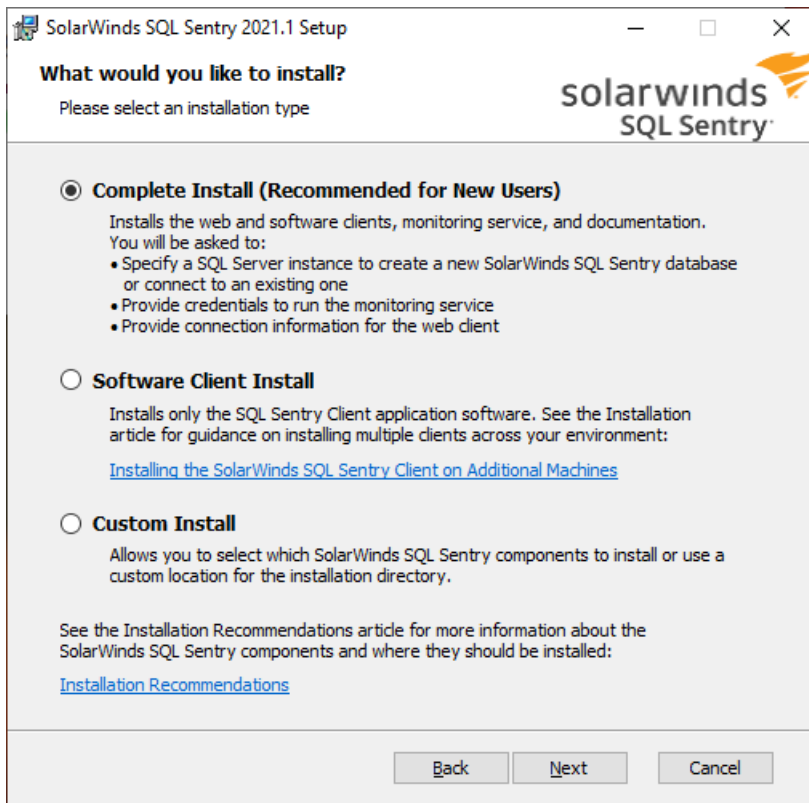 SolarWinds SQL Sentry 2021.1 Setup
What would you like to install?
Please select an installation type
solarwinds
SQL Sentry
Complete Install (Recommended for New Users)
Installs the web and software clients, monitoring service, and documentation.
You will be asked to:
• Specify a SQL Server instance to create a new SolarWinds SQL Sentry database
or connect to an existing one
• Provide credentials to run the monitoring service
• Provide connection information for the web client
Software Client Install
Installs only the SQL Sentry Client application software. See the Installation
article for guidance on installing multiple clients across your environment:
Installing the SolarWinds SQL Sentry Client on Additional Machines
Custom Install
Allows you to select which SolarWinds SQL Sentry components to install or use a
custom location for the installation directory.
See the Installation Recommendations article for more information about the
SolarWinds SQL Sentry components and where they should be installed:
Installation Recommendations
Back Next Cancel